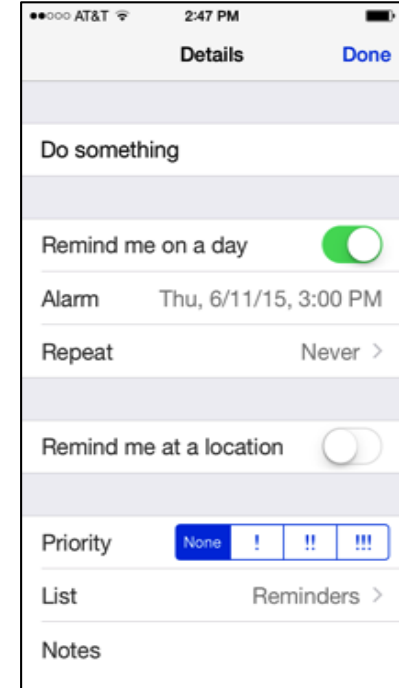 AT&T 2:47 PM
Details Done
Do something
Remind me on a day
Alarm Thu, 6/11/15, 3:00 PM
Repeat Never >
Remind me at a location
Priority None ! !! !!!
List Reminders >
Notes